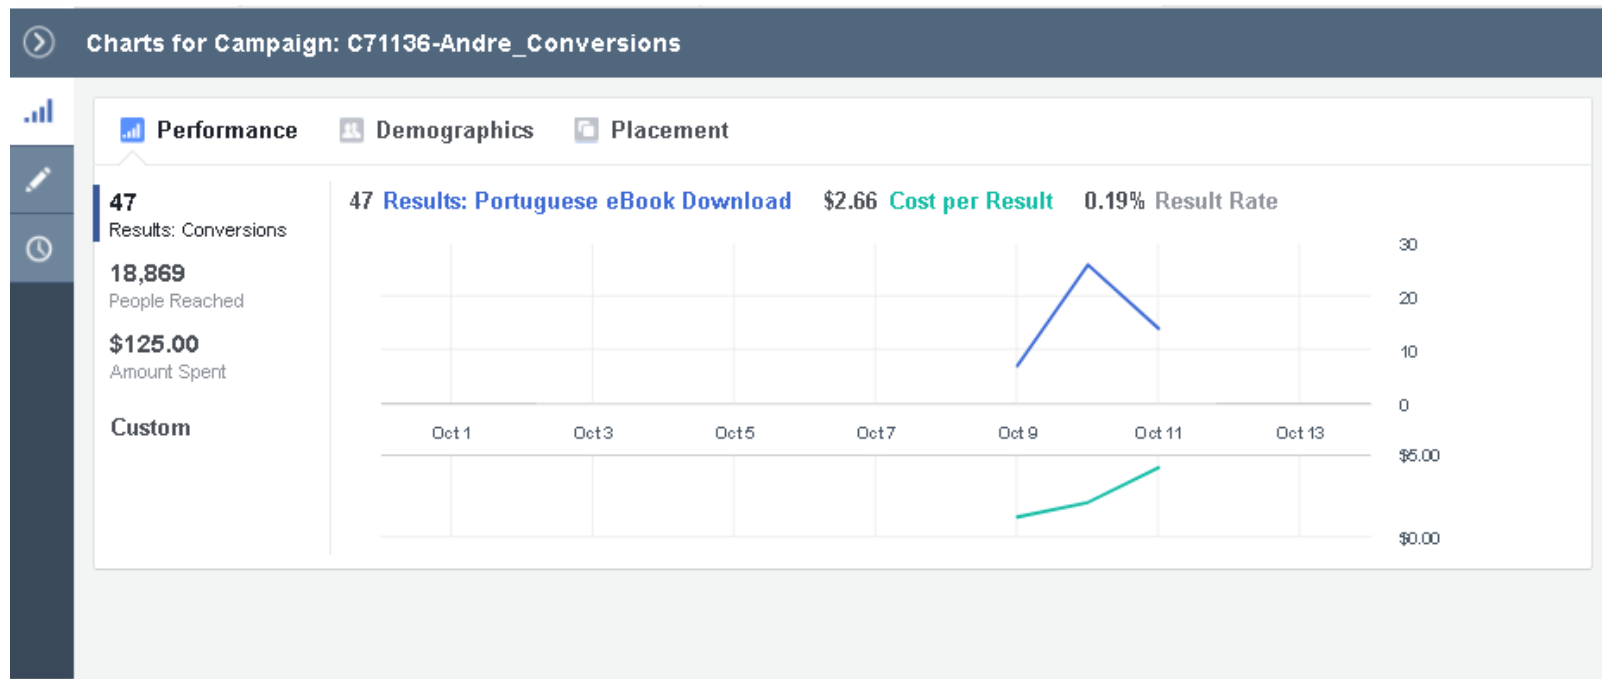 Charts for Campaign: C71136-Andre_Conversions
Performance Demographics Placement
47
Results: Conversions
18,869
People Reached
$125.00
Amount Spent
Custom
47 Results: Portuguese eBook Download $2.66 Cost per Result 0.19% Result Rate
30
20
10
0
Oct 1 Oct 3 Oct 5 Oct 7 Oct 9 Oct 11 Oct 13
$5.00
$0.00